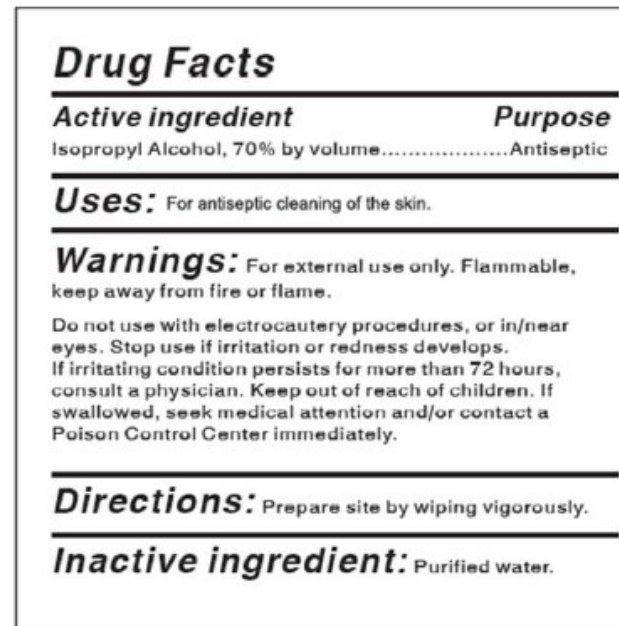 Drug Facts
Active ingredient Purpose
Isopropyl Alcohol, 70% by volume....................Antiseptic
Uses: For antiseptic cleaning of the skin.
Warnings: For external use only. Flammable,
keep away from fire or flame.
Do not use with electrocautery procedures, or in/near
eyes. Stop use if irritation or redness develops.
If irritating condition persists for more than 72 hours,
consult a physician. Keep out of reach of children. If
swallowed, seek medical attention and/or contact a
Poison Control Center immediately.
Directions: Prepare site by wiping vigorously.
Inactive ingredient: Purified water.